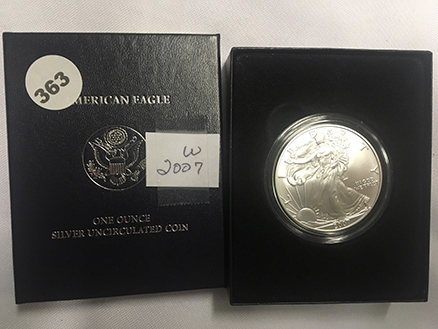 363
AMERICAN EAGLE
W
2007
ONE OUNCE
SILVER UNCIRCULATED COIN